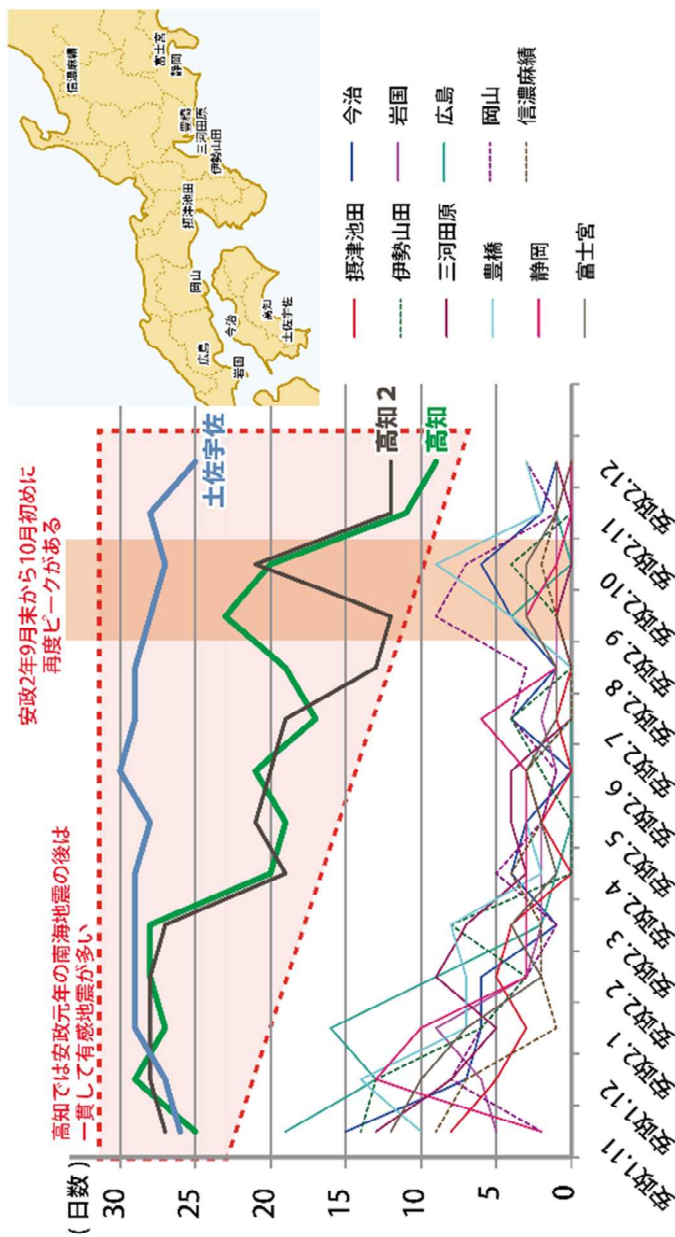 高知では安政元年の南海地震の後は
一貫して有感地震が多い
安政2年9月末から10月初めに
再度ピークがある
(日数)
30
25
20
15
10
5
0
土佐宇佐
高知2
高知
安政1.11
安政1.12
安政2.1
安政2.2
安政2.3
安政2.4
安政2.5
安政2.6
安政2.7
安政2.8
安政2.9
安政2.10
安政2.11
安政2.12
摂津池田
今治
伊勢山田
岩国
三河田原
広島
豊橋
岡山
静岡
信濃麻績
富士宮
信濃麻績
富士宮
静岡
豊橋
三河田原
伊勢山田
摂津池田
岡山
広島
今治
岩国
高知
土佐宇佐